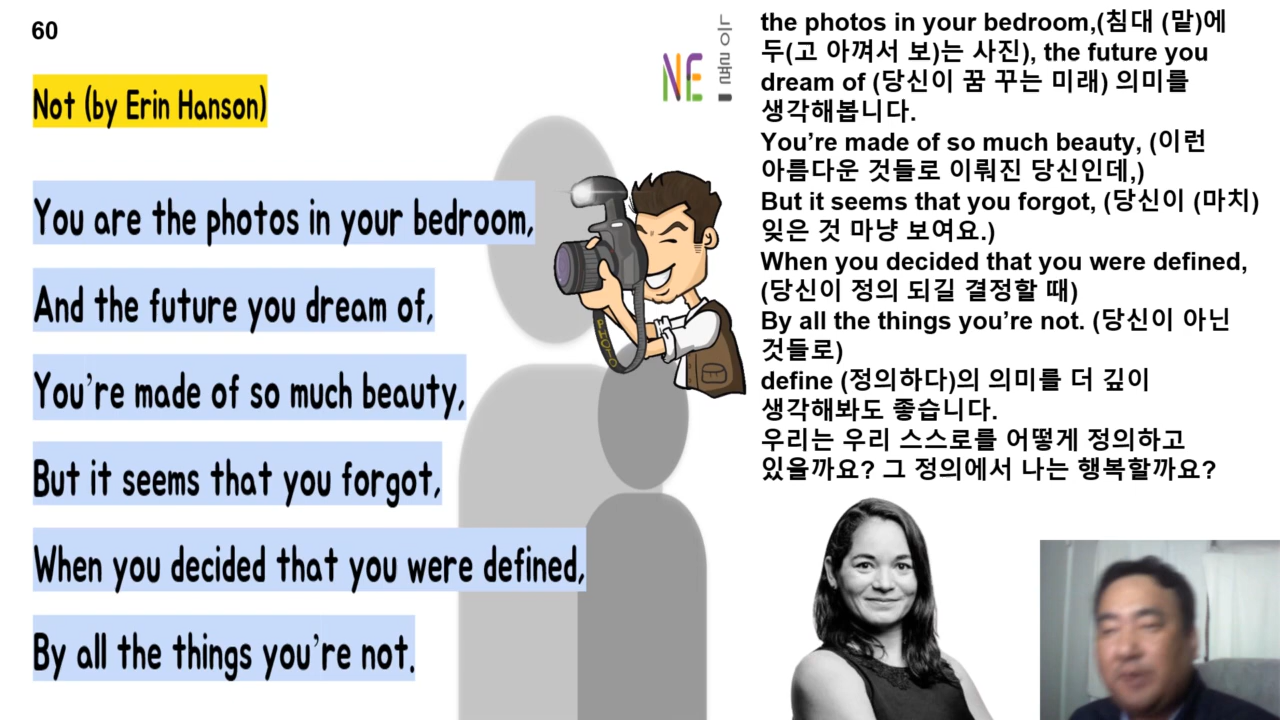 60
Not (by Erin Hanson)
You are the photos in your bedroom,
And the future you dream of,
You're made of so much beauty,
But it seems that you forgot,
When you decided that you were defined,
By all the things you're not.
NE
능률
PHOTO
the photos in your bedroom,(침대 (맡)에
두(고 아껴서 보)는 사진), the future you
dream of (당신이 꿈 꾸는 미래) 의미를
생각해봅니다.
You’re made of so much beauty, (이런
아름다운 것들로 이뤄진 당신인데,)
But it seems that you forgot, (당신이 (마치)
잊은 것 마냥 보여요.)
When you decided that you were defined,
(당신이 정의 되길 결정할 때)
By all the things you’re not. (당신이 아닌
것들로)
define (정의하다)의 의미를 더 깊이
생각해봐도 좋습니다.
우리는 우리 스스로를 어떻게 정의하고
있을까요? 그 정의에서 나는 행복할까요?